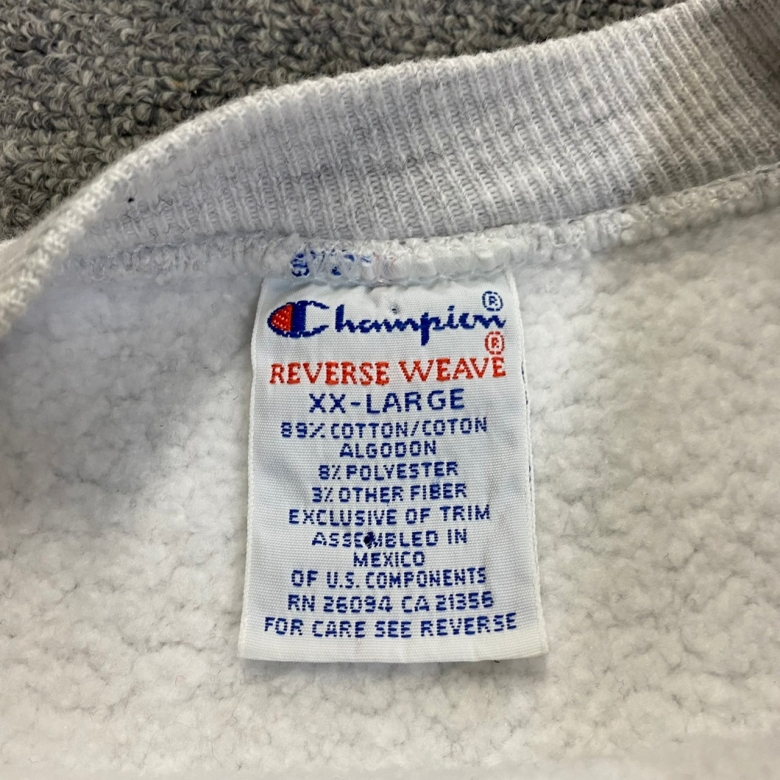 Champion®
REVERSE WEAVE®
XX-LARGE
89% COTTON/COTON
ALGODON
8% POLYESTER
3% OTHER FIBER
EXCLUSIVE OF TRIM
ASSEMBLED IN
MEXICO
OF U.S. COMPONENTS
RN 26094 CA 21356
FOR CARE SEE REVERSE